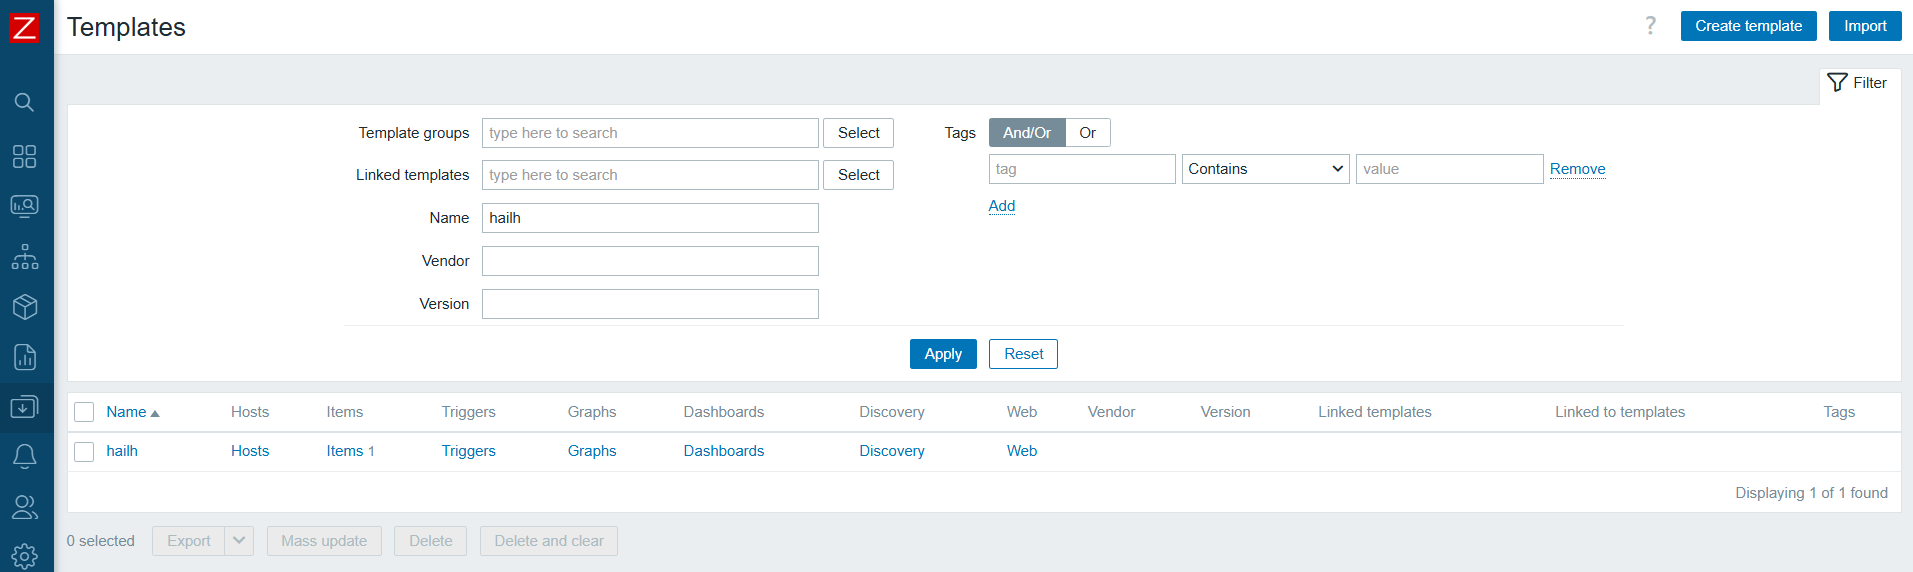 Z
Templates
? Create template Import
Filter
Template groups type here to search Select Tags And/Or Or
Linked templates type here to search Select tag Contains value Remove
Name hailh Add
Vendor
Version
Apply Reset
Name Hosts Items Triggers Graphs Dashboards Discovery Web Vendor Version Linked templates Linked to templates Tags
hailh Hosts Items 1 Triggers Graphs Dashboards Discovery Web
Displaying 1 of 1 found
0 selected Export Mass update Delete Delete and clear